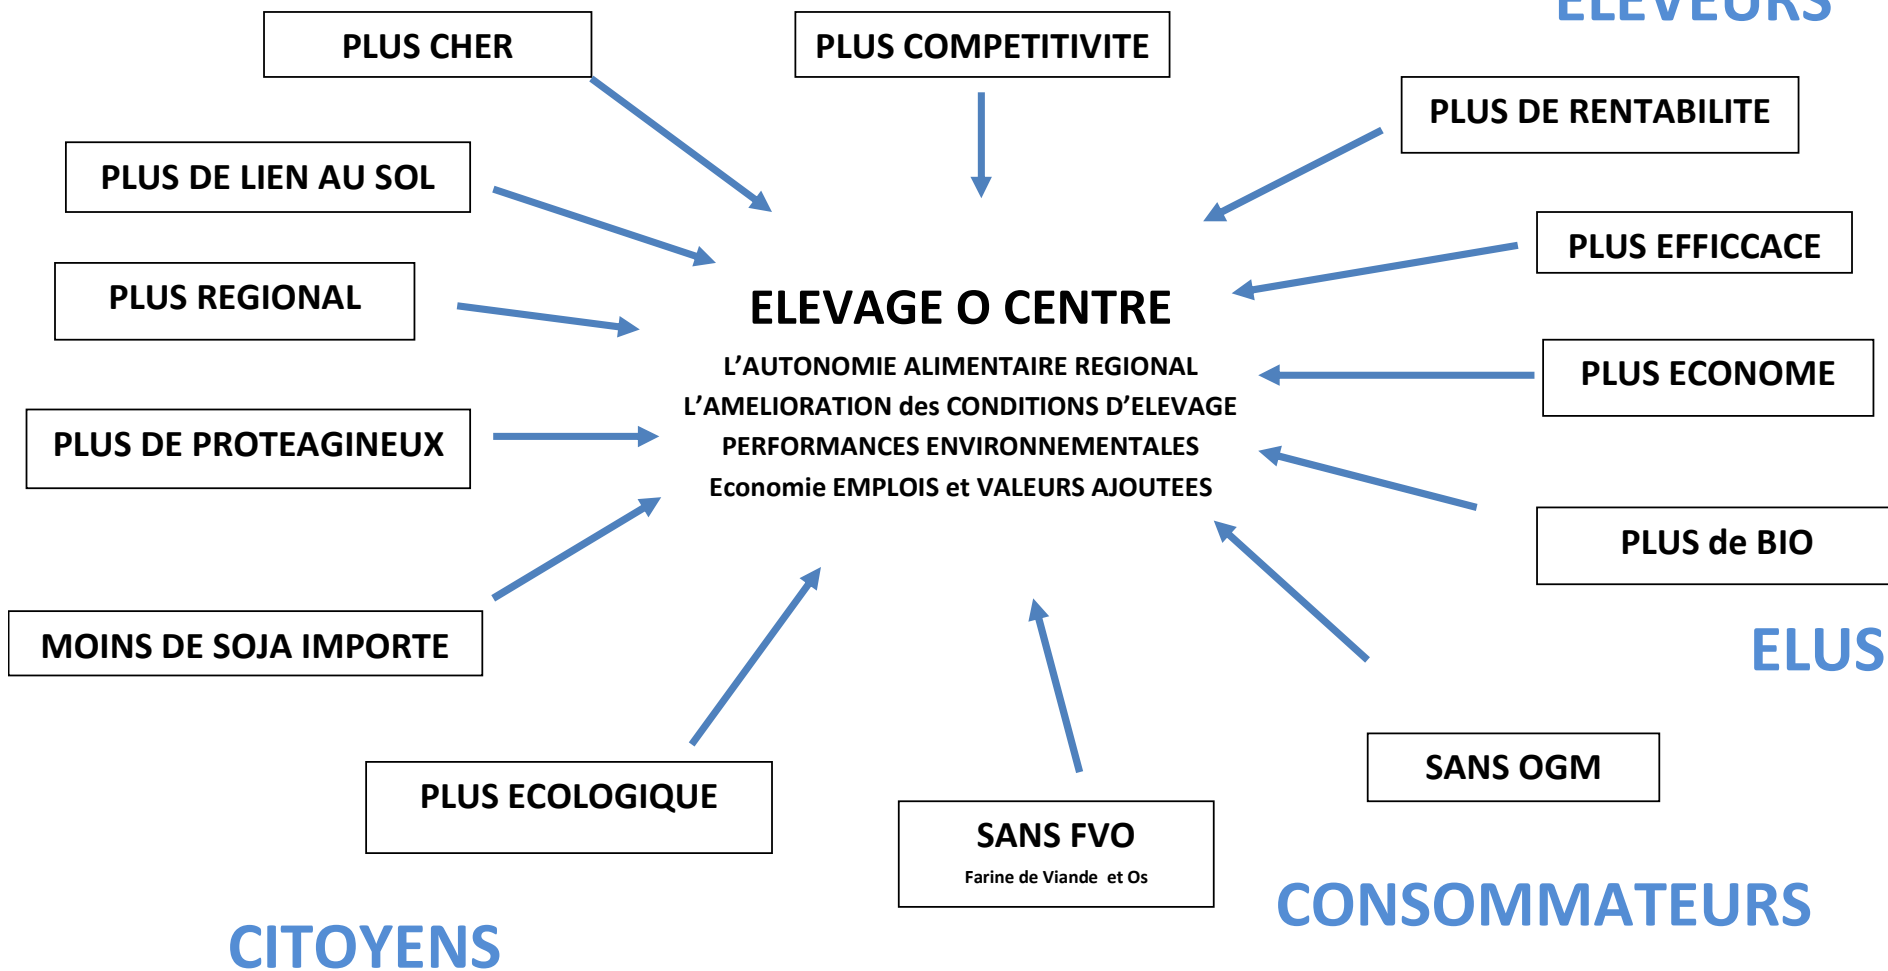 ELEVEURS
PLUS CHER
PLUS COMPETITIVITE
PLUS DE RENTABILITE
PLUS DE LIEN AU SOL
PLUS EFFICCACE
PLUS REGIONAL
ELEVAGE O CENTRE
L'AUTONOMIE ALIMENTAIRE REGIONAL
L'AMELIORATION des CONDITIONS D'ELEVAGE
PERFORMANCES ENVIRONNEMENTALES
Economie EMPLOIS et VALEURS AJOUTEES
PLUS ECONOME
PLUS DE PROTEAGINEUX
PLUS de BIO
MOINS DE SOJA IMPORTE
ELUS
PLUS ECOLOGIQUE
SANS OGM
SANS FVO
Farine de Viande et Os
CONSOMMATEURS
CITOYENS